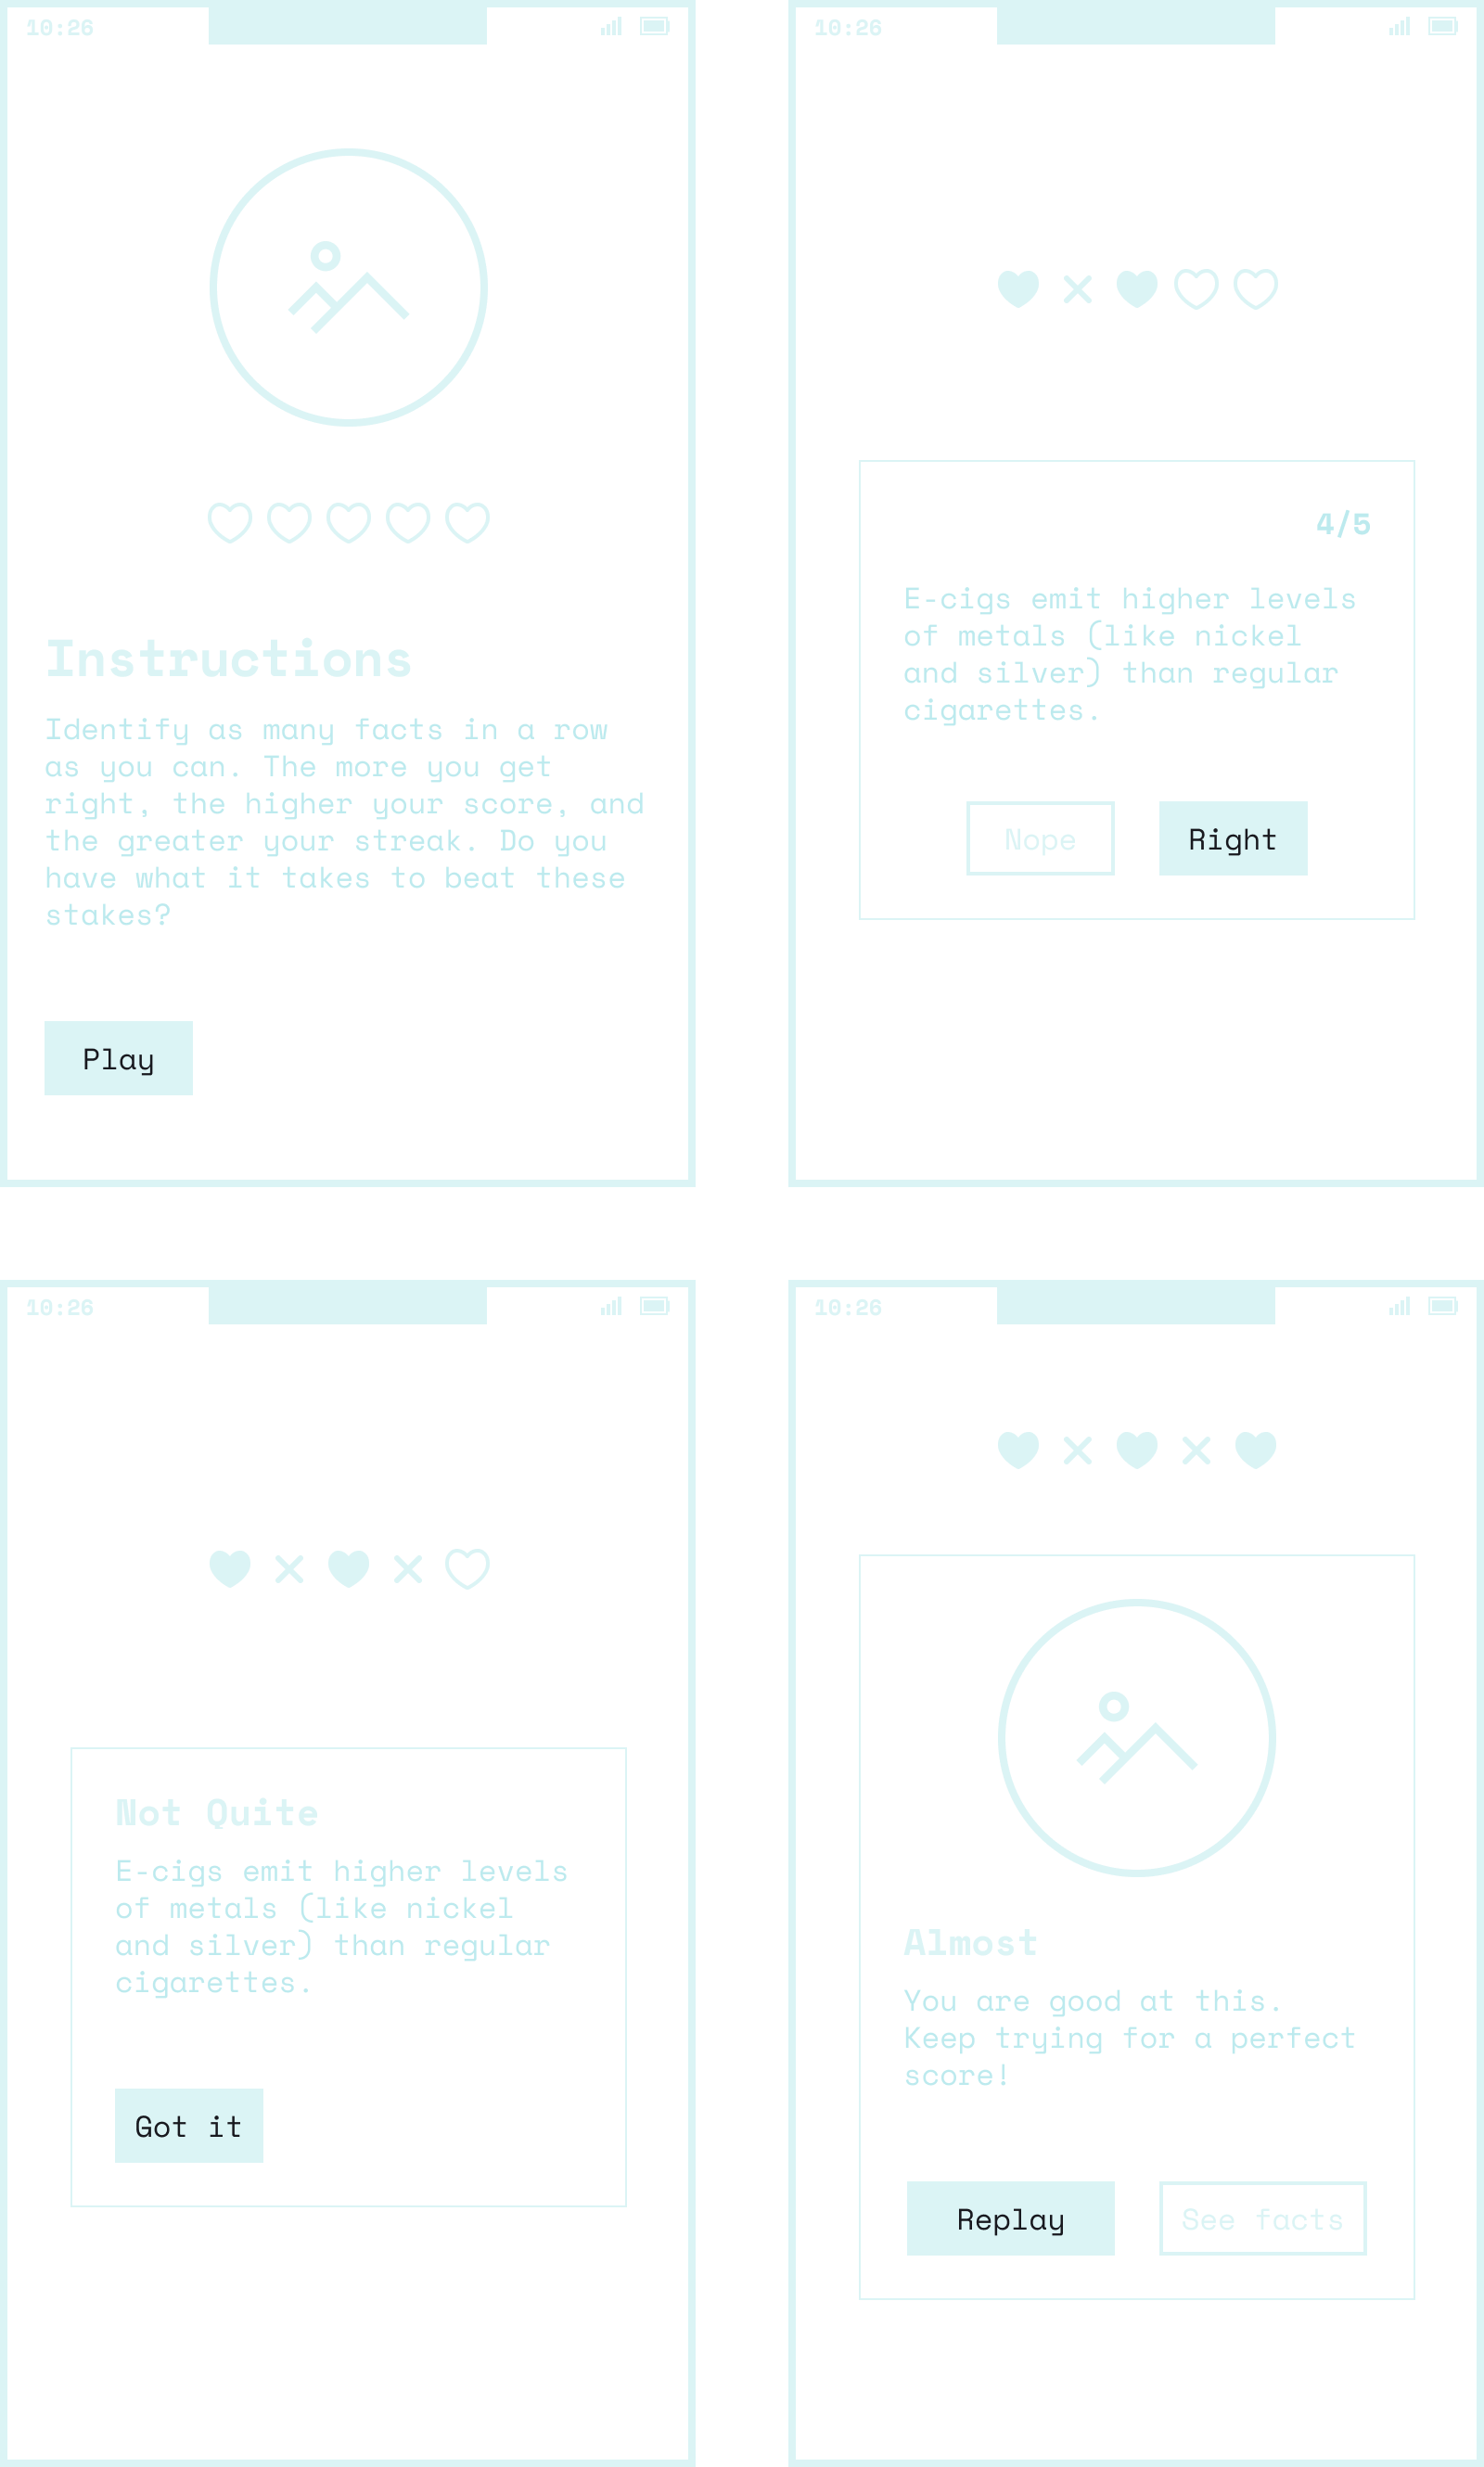 10:26
Instructions
Identify as many facts in a row
as you can. The more you get
right, the higher your score, and
the greater your streak. Do you
have what it takes to beat these
stakes?
Play
10:26
4/5
E-cigs emit higher levels
of metals (like nickel
and silver) than regular
cigarettes.
Nope
Right
10:26
Not Quite
E-cigs emit higher levels
of metals (like nickel
and silver) than regular
cigarettes.
Got it
10:26
Almost
You are good at this.
Keep trying for a perfect
score!
Replay
See facts